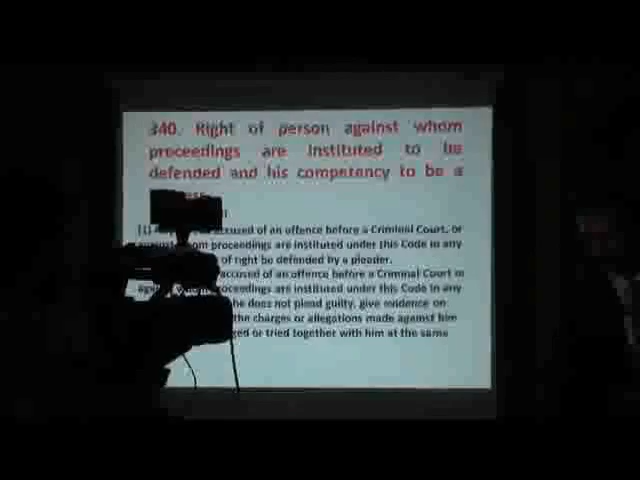 340. Right of person against whom
proceedings are instituted to be
defended and his competency to be a
(1) accused of an offence before a Criminal Court, or
whom proceedings are instituted under this Code in any
of right be defended by a pleader.
accused of an offence before a Criminal Court or
whom proceedings are instituted under this Code in any
he does not plead guilty, give evidence on
the charges or allegations made against him
or tried together with him at the same